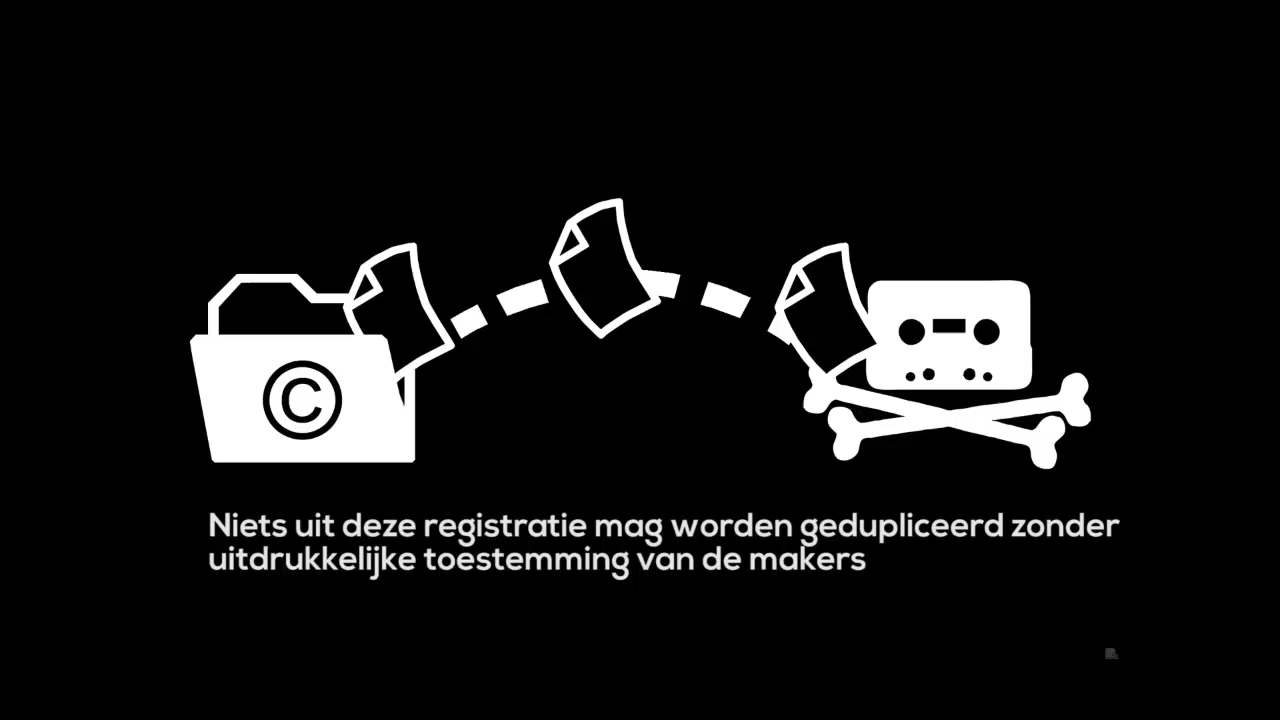 ©
Niets uit deze registratie mag worden gedupliceerd zonder
uitdrukkelijke toestemming van de makers